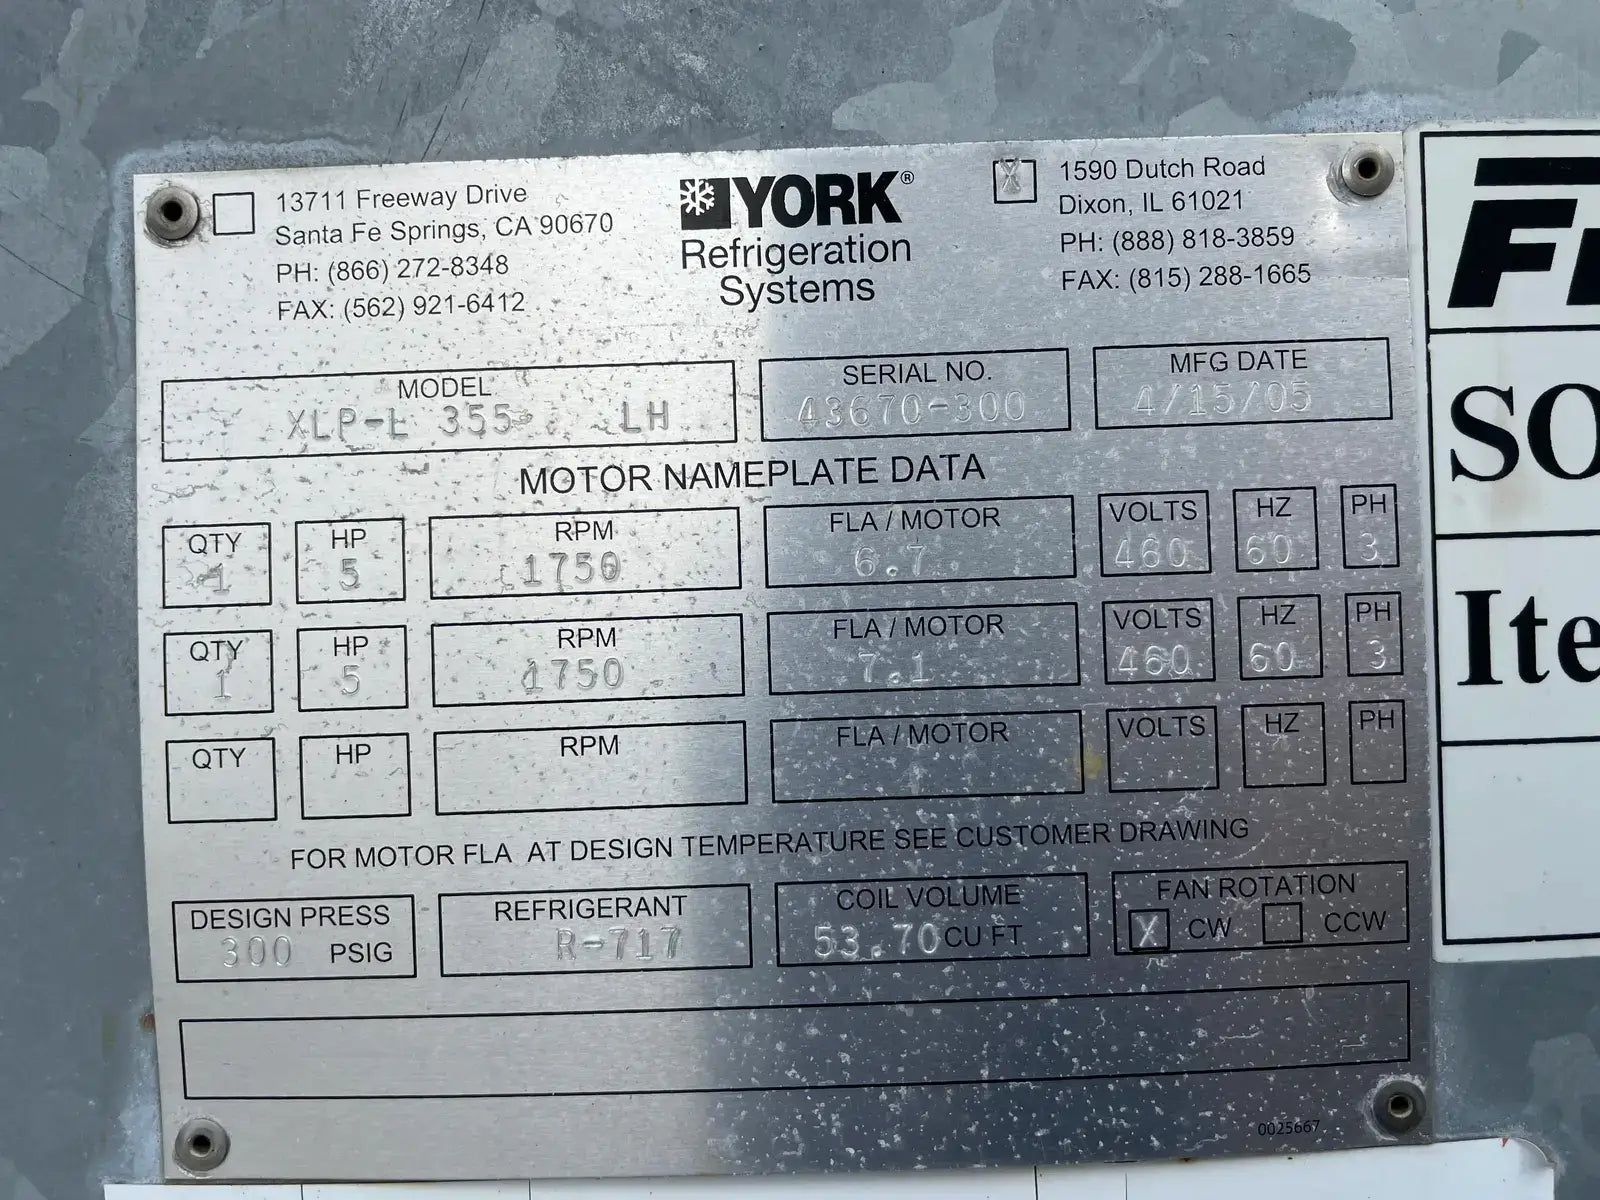 13711 Freeway Drive
Santa Fe Springs, CA 90670
PH: (866) 272-8348
FAX: (562) 921-6412
YORK®
Refrigeration
Systems
X
1590 Dutch Road
Dixon, IL 61021
PH: (888) 818-3859
FAX: (815) 288-1665
MODEL
XLP-L 355 LH
SERIAL NO.
43670-300
MFG DATE
4/15/05
MOTOR NAMEPLATE DATA
QTY HP RPM FLA / MOTOR VOLTS HZ PH
1 5 1750 6.7 460 60 3
QTY HP RPM FLA / MOTOR VOLTS HZ PH
1 5 1750 7.1 460 60 3
QTY HP RPM FLA / MOTOR VOLTS HZ PH
FOR MOTOR FLA AT DESIGN TEMPERATURE SEE CUSTOMER DRAWING
DESIGN PRESS
300 PSIG
REFRIGERANT
R-717
COIL VOLUME
53.70 CU FT
FAN ROTATION
X CW CCW
0025667
SO
Ite